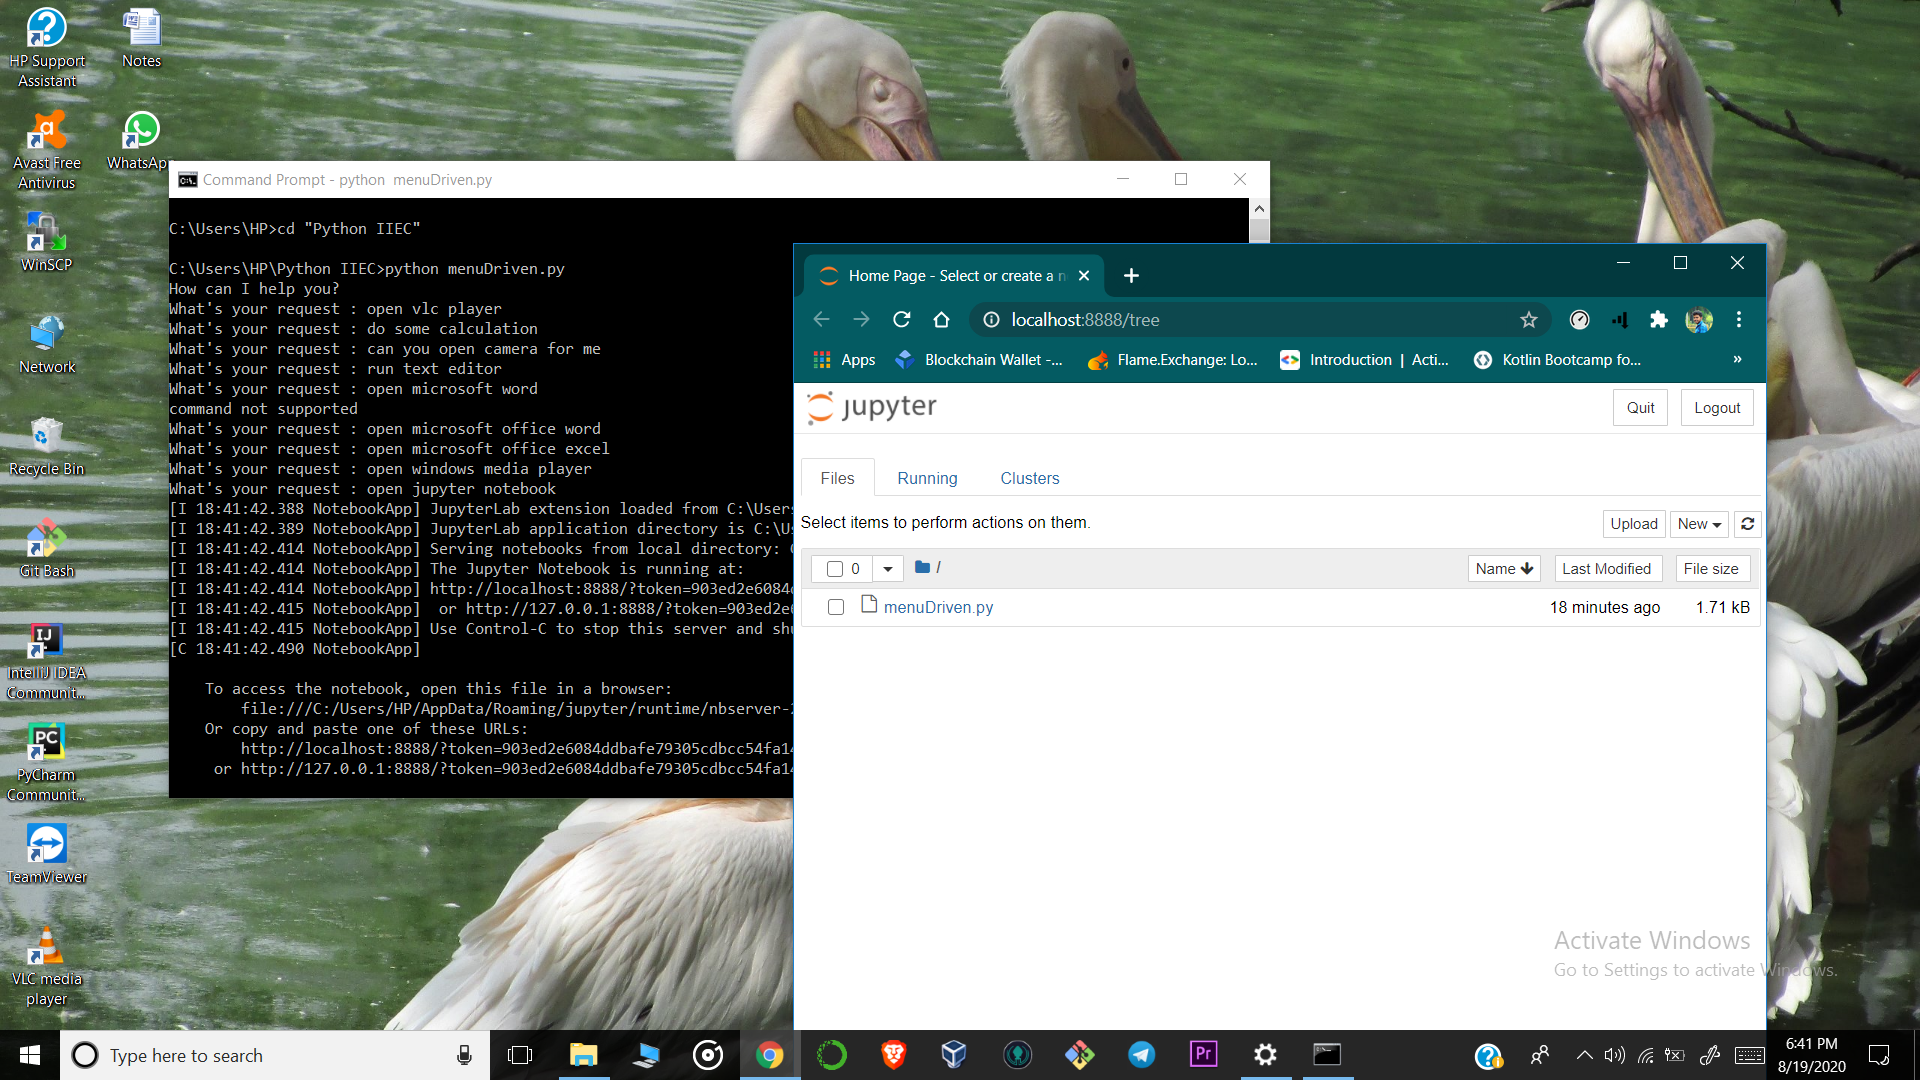 HP Support
Assistant
Notes
Avast Free
Antivirus
WhatsApp
WinSCP
Network
Recycle Bin
Git Bash
IntelliJ IDEA
Communit...
PyCharm
Communit...
TeamViewer
VLC media
player
Command Prompt - python  menuDriven.py
C:\Users\HP>cd "Python IIEC"
C:\Users\HP\Python IIEC>python menuDriven.py
How can I help you?
What's your request : open vlc player
What's your request : do some calculation
What's your request : can you open camera for me
What's your request : run text editor
What's your request : open microsoft word
command not supported
What's your request : open microsoft office word
What's your request : open microsoft office excel
What's your request : open windows media player
What's your request : open jupyter notebook
[I 18:41:42.388 NotebookApp] JupyterLab extension loaded from C:\Users
[I 18:41:42.389 NotebookApp] JupyterLab application directory is C:\Us
[I 18:41:42.414 NotebookApp] Serving notebooks from local directory: C
[I 18:41:42.414 NotebookApp] The Jupyter Notebook is running at:
[I 18:41:42.414 NotebookApp] http://localhost:8888/?token=903ed2e6084d
[I 18:41:42.415 NotebookApp]  or http://127.0.0.1:8888/?token=903ed2e6
[I 18:41:42.415 NotebookApp] Use Control-C to stop this server and shu
[C 18:41:42.490 NotebookApp]
To access the notebook, open this file in a browser:
file:///C:/Users/HP/AppData/Roaming/jupyter/runtime/nbserver-2
Or copy and paste one of these URLs:
http://localhost:8888/?token=903ed2e6084ddbafe79305cdbcc54fa14
or http://127.0.0.1:8888/?token=903ed2e6084ddbafe79305cdbcc54fa14
Home Page - Select or create a n
localhost:8888/tree
Apps Blockchain Wallet -... Flame.Exchange: Lo... Introduction | Acti... Kotlin Bootcamp fo... »
jupyter
Quit Logout
Files Running Clusters
Select items to perform actions on them.
Upload New
0 / Name Last Modified File size
menuDriven.py 18 minutes ago 1.71 kB
Activate Windows
Go to Settings to activate Windows.
Type here to search
6:41 PM
8/19/2020